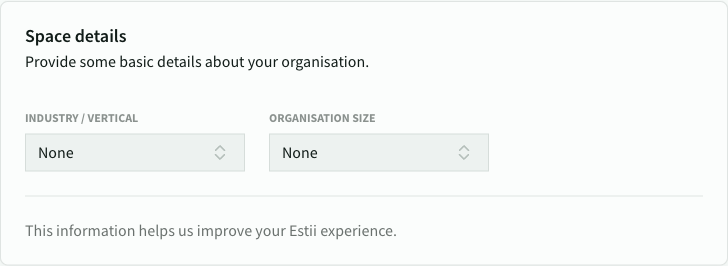 Space details
Provide some basic details about your organisation.
INDUSTRY / VERTICAL
ORGANISATION SIZE
None
None
This information helps us improve your Estii experience.